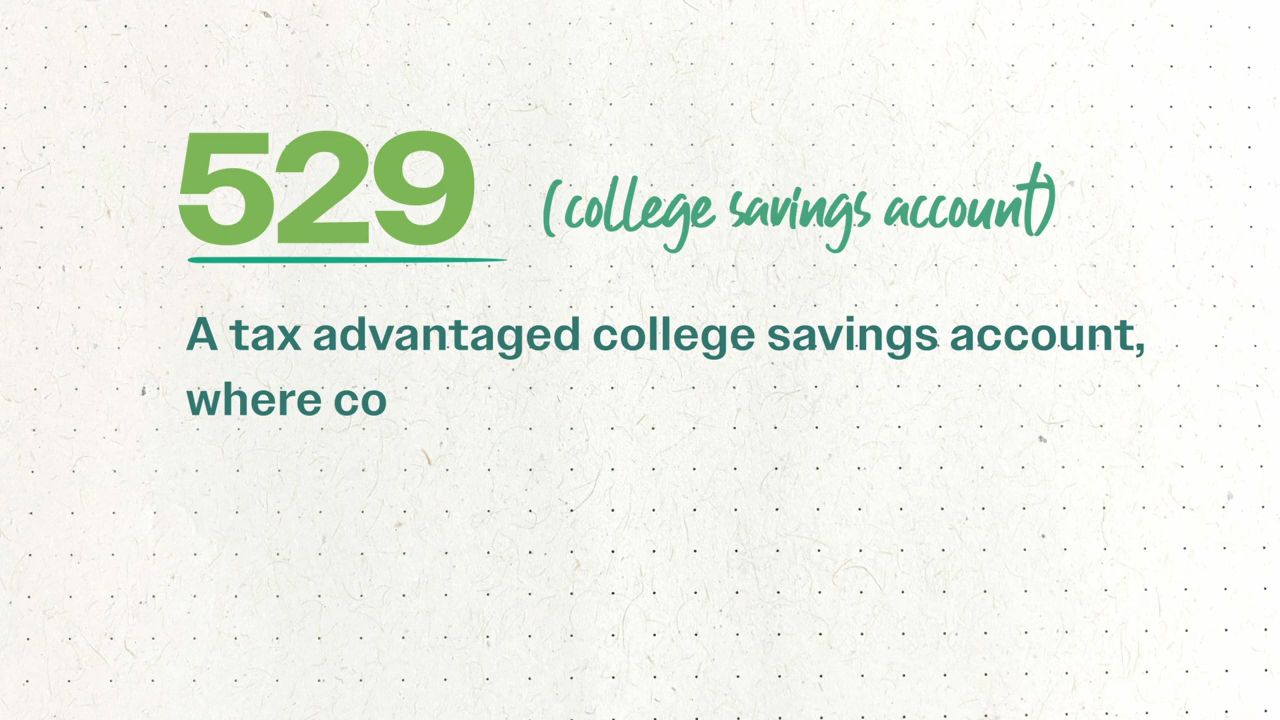 529 (college savings account)
A tax advantaged college savings account,
where co